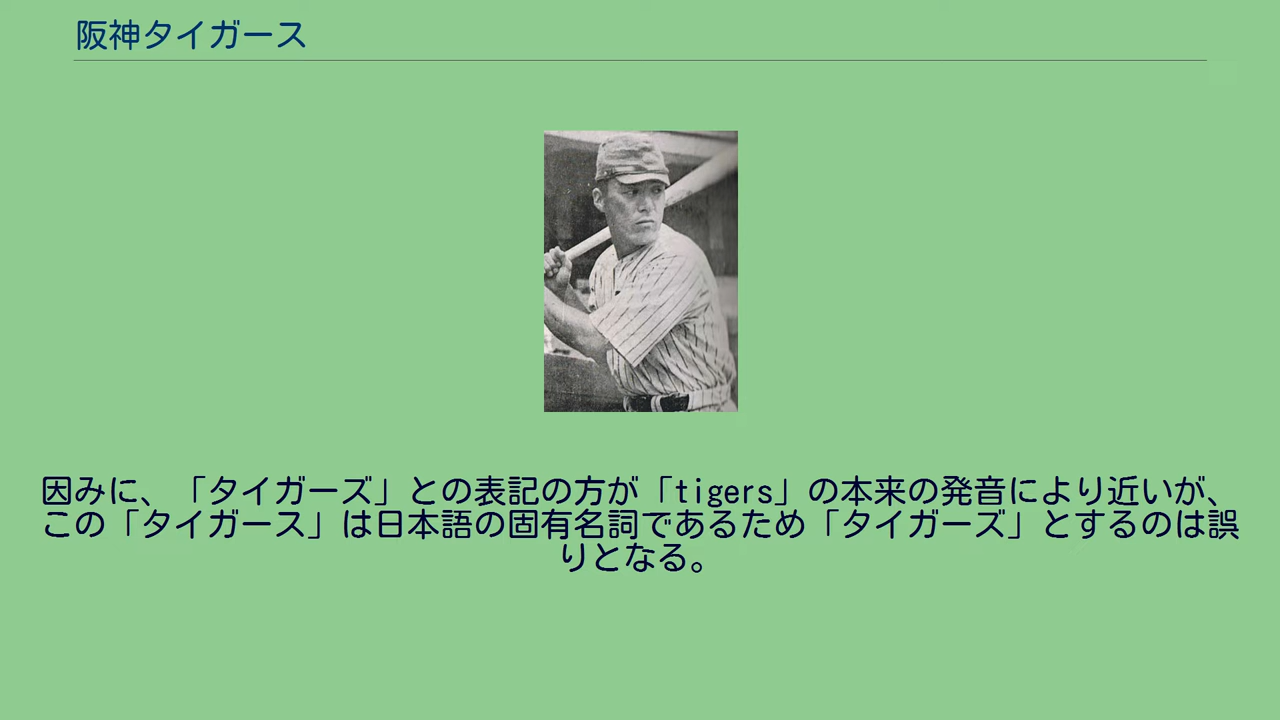 阪神タイガース
因みに、「タイガーズ」との表記の方が「tigers」の本来の発音により近いが、
この「タイガース」は日本語の固有名詞であるため「タイガーズ」とするのは誤
りとなる。